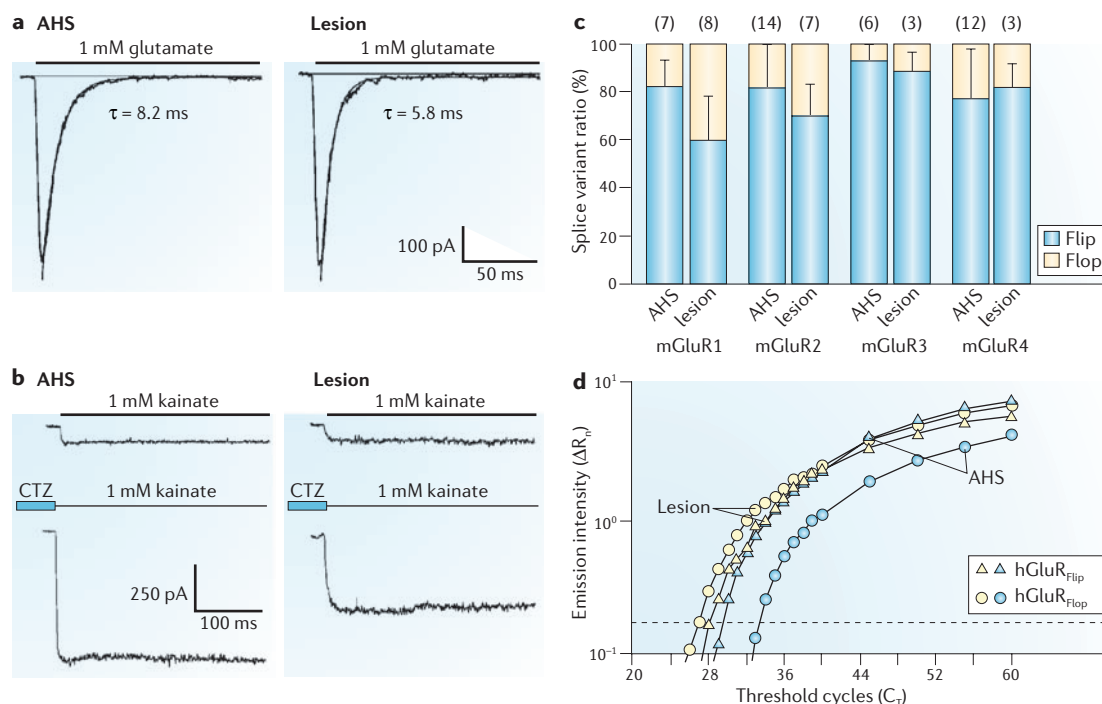 a AHS Lesion
1 mM glutamate 1 mM glutamate
τ = 8.2 ms τ = 5.8 ms
100 pA
50 ms
b AHS Lesion
1 mM kainate 1 mM kainate
CTZ 1 mM kainate CTZ 1 mM kainate
250 pA
100 ms
c (7) (8) (14) (7) (6) (3) (12) (3)
Splice variant ratio (%)
100
80
60
40
20
0
Flip
Flop
AHS lesion AHS lesion AHS lesion AHS lesion
mGluR1 mGluR2 mGluR3 mGluR4
d
Emission intensity (ΔRn)
10¹
10⁰
10⁻¹
AHS
Lesion
hGluRFlip
hGluRFlop
20 28 36 44 52 60
Threshold cycles (CT)